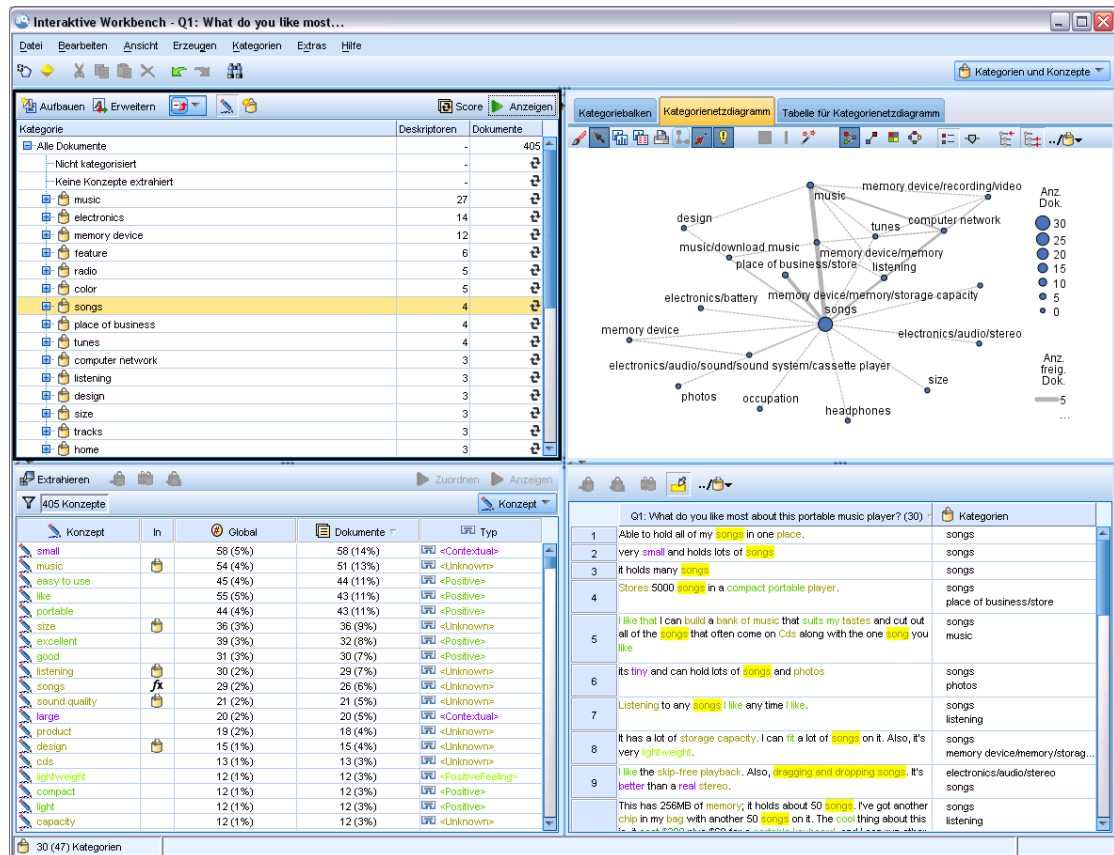 Interaktive Workbench - Q1: What do you like most...
Datei Bearbeiten Ansicht Erzeugen Kategorien Extras Hilfe
Kategorien und Konzepte
Aufbauen Erweitern Score Anzeigen
Kategorie Deskriptoren Dokumente
Alle Dokumente - 405
Nicht kategorisiert -
Keine Konzepte extrahiert -
music 27
electronics 14
memory device 12
feature 6
radio 5
color 5
songs 4
place of business 4
tunes 4
computer network 3
listening 3
design 3
size 3
tracks 3
home 3
Kategoriebalken Kategorienetzdiagramm Tabelle für Kategorienetzdiagramm
../
memory device/recording/video
music
design
tunes
computer network
music/download music
memory device/memory
place of business/store
listening
electronics/battery
memory device/memory/storage capacity
songs
memory device
electronics/audio/stereo
electronics/audio/sound/sound system/cassette player
size
photos
occupation
headphones
Anz.
Dok.
30
25
20
15
10
5
0
Anz.
freig.
Dok.
5
...
Extrahieren Zuordnen Anzeigen
405 Konzepte Konzept
Konzept In Global Dokumente Typ
small 58 (5%) 58 (14%) <Contextual>
music 54 (4%) 51 (13%) <Unknown>
easy to use 45 (4%) 44 (11%) <Positive>
like 55 (5%) 43 (11%) <Positive>
portable 44 (4%) 43 (11%) <Positive>
size 36 (3%) 36 (9%) <Unknown>
excellent 39 (3%) 32 (8%) <Positive>
good 31 (3%) 30 (7%) <Positive>
listening 30 (2%) 29 (7%) <Unknown>
songs fx 29 (2%) 26 (6%) <Unknown>
sound quality 21 (2%) 21 (5%) <Unknown>
large 20 (2%) 20 (5%) <Contextual>
product 19 (2%) 18 (4%) <Unknown>
design 15 (1%) 15 (4%) <Unknown>
cds 13 (1%) 13 (3%) <Unknown>
lightweight 12 (1%) 12 (3%) <PositiveFeeling>
compact 12 (1%) 12 (3%) <Positive>
light 12 (1%) 12 (3%) <Positive>
capacity 12 (1%) 12 (3%) <Unknown>
../
Q1: What do you like most about this portable music player? (30) Kategorien
1 Able to hold all of my songs in one place. songs
2 very small and holds lots of songs songs
3 it holds many songs songs
4 Stores 5000 songs in a compact portable player. songs
place of business/store
5 I like that I can build a bank of music that suits my tastes and cut out songs
all of the songs that often come on Cds along with the one song you music
like
6 its tiny and can hold lots of songs and photos songs
photos
7 Listening to any songs I like any time I like. songs
listening
8 It has a lot of storage capacity. I can fit a lot of songs on it. Also, it's songs
very lightweight. memory device/memory/storag...
9 I like the skip-free playback. Also, dragging and dropping songs. It's electronics/audio/stereo
better than a real stereo. songs
This has 256MB of memory; it holds about 50 songs. I've got another songs
chip in my bag with another 50 songs on it. The cool thing about this listening
30 (47) Kategorien